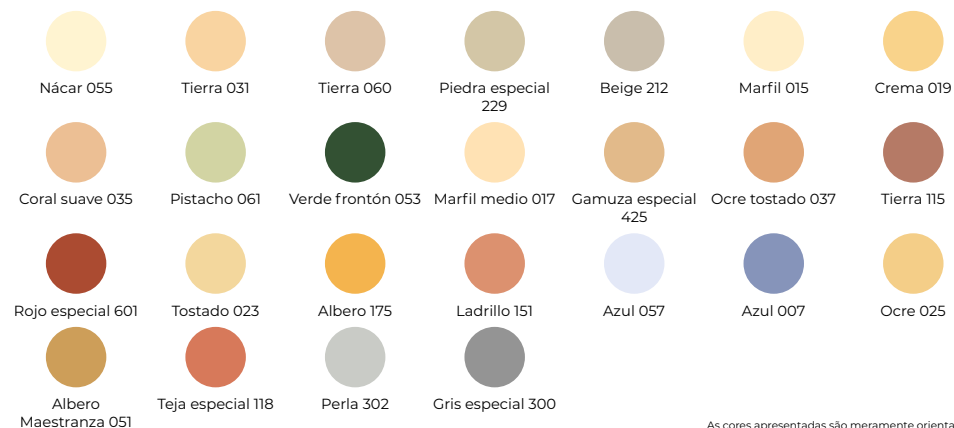 Nácar 055
Tierra 031
Tierra 060
Piedra especial
229
Beige 212
Marfil 015
Crema 019
Coral suave 035
Pistacho 061
Verde frontón 053
Marfil medio 017
Gamuza especial
425
Ocre tostado 037
Tierra 115
Rojo especial 601
Tostado 023
Albero 175
Ladrillo 151
Azul 057
Azul 007
Ocre 025
Albero
Maestranza 051
Teja especial 118
Perla 302
Gris especial 300
As cores apresentadas são meramente orienta